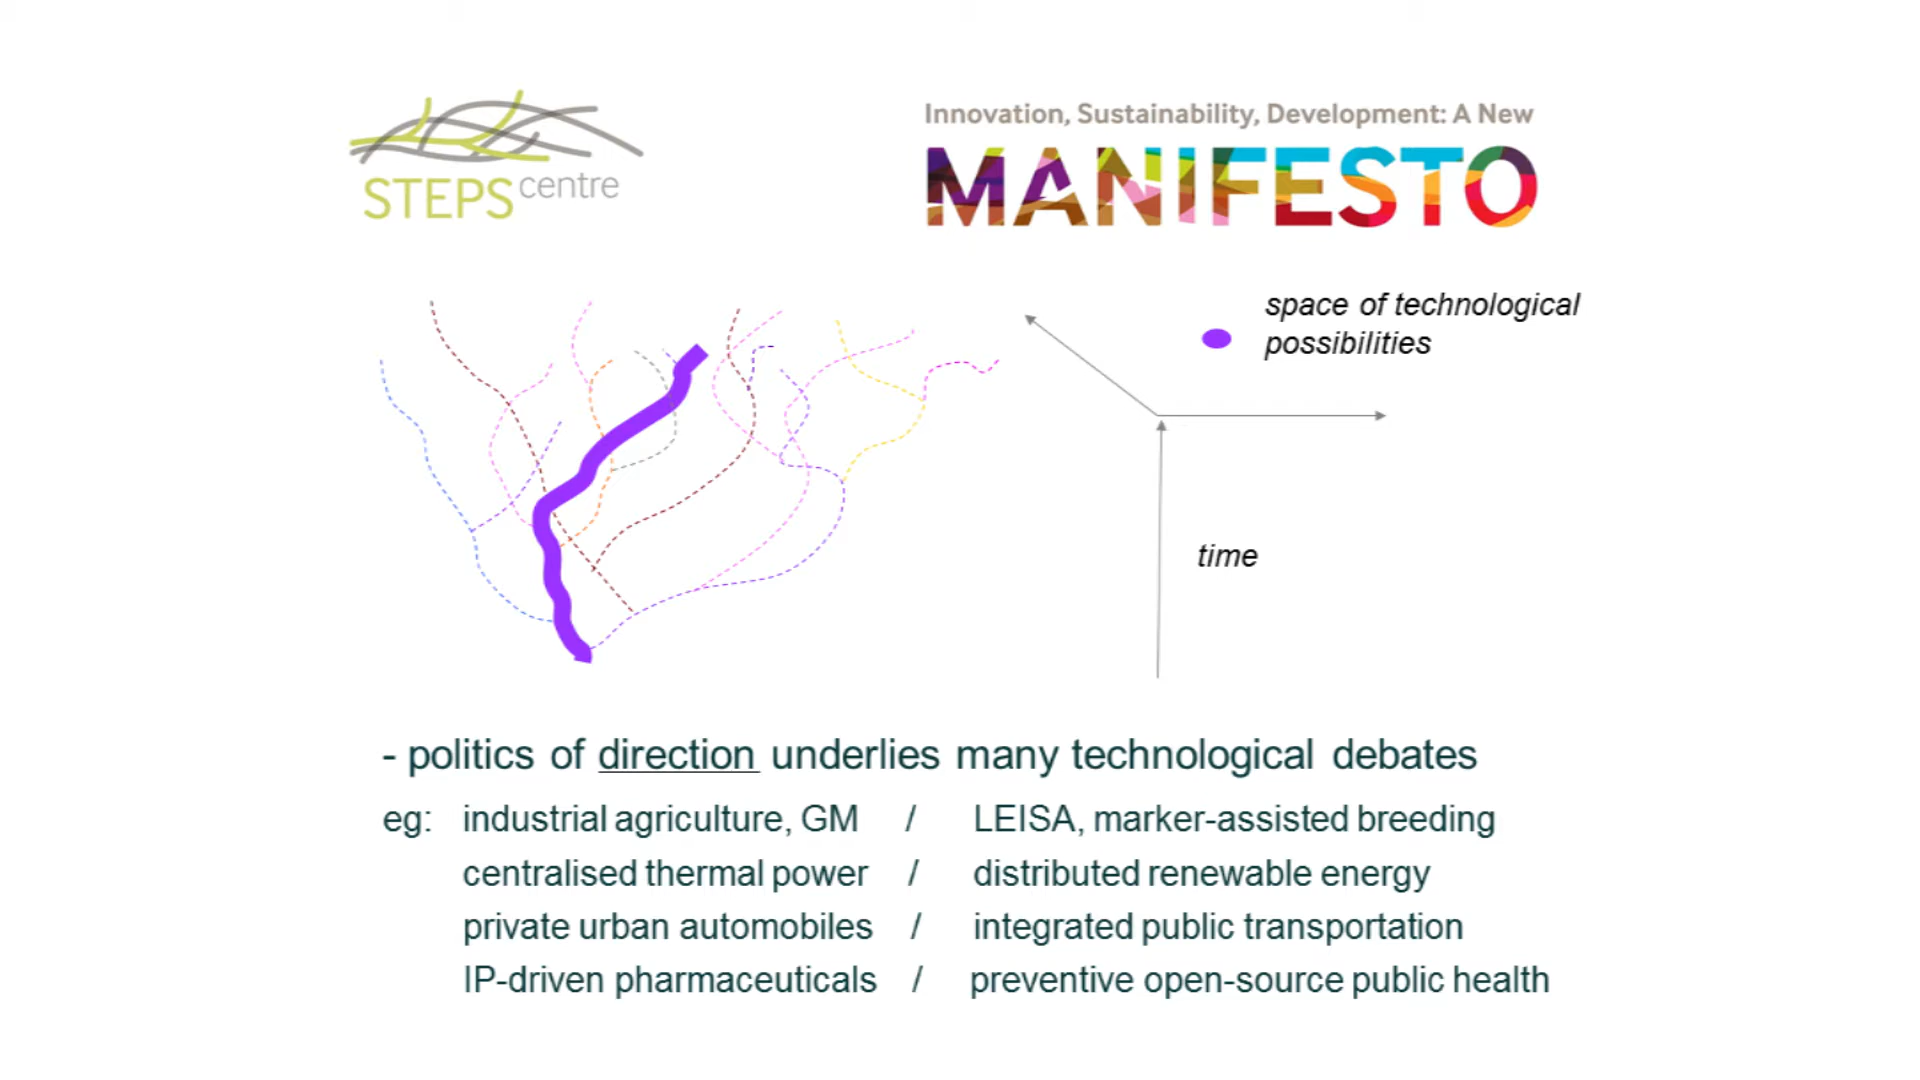 STEPS centre
Innovation, Sustainability, Development: A New
MANIFESTO
space of technological
possibilities
time
- politics of direction underlies many technological debates
eg: industrial agriculture, GM / LEISA, marker-assisted breeding
centralised thermal power / distributed renewable energy
private urban automobiles / integrated public transportation
IP-driven pharmaceuticals / preventive open-source public health